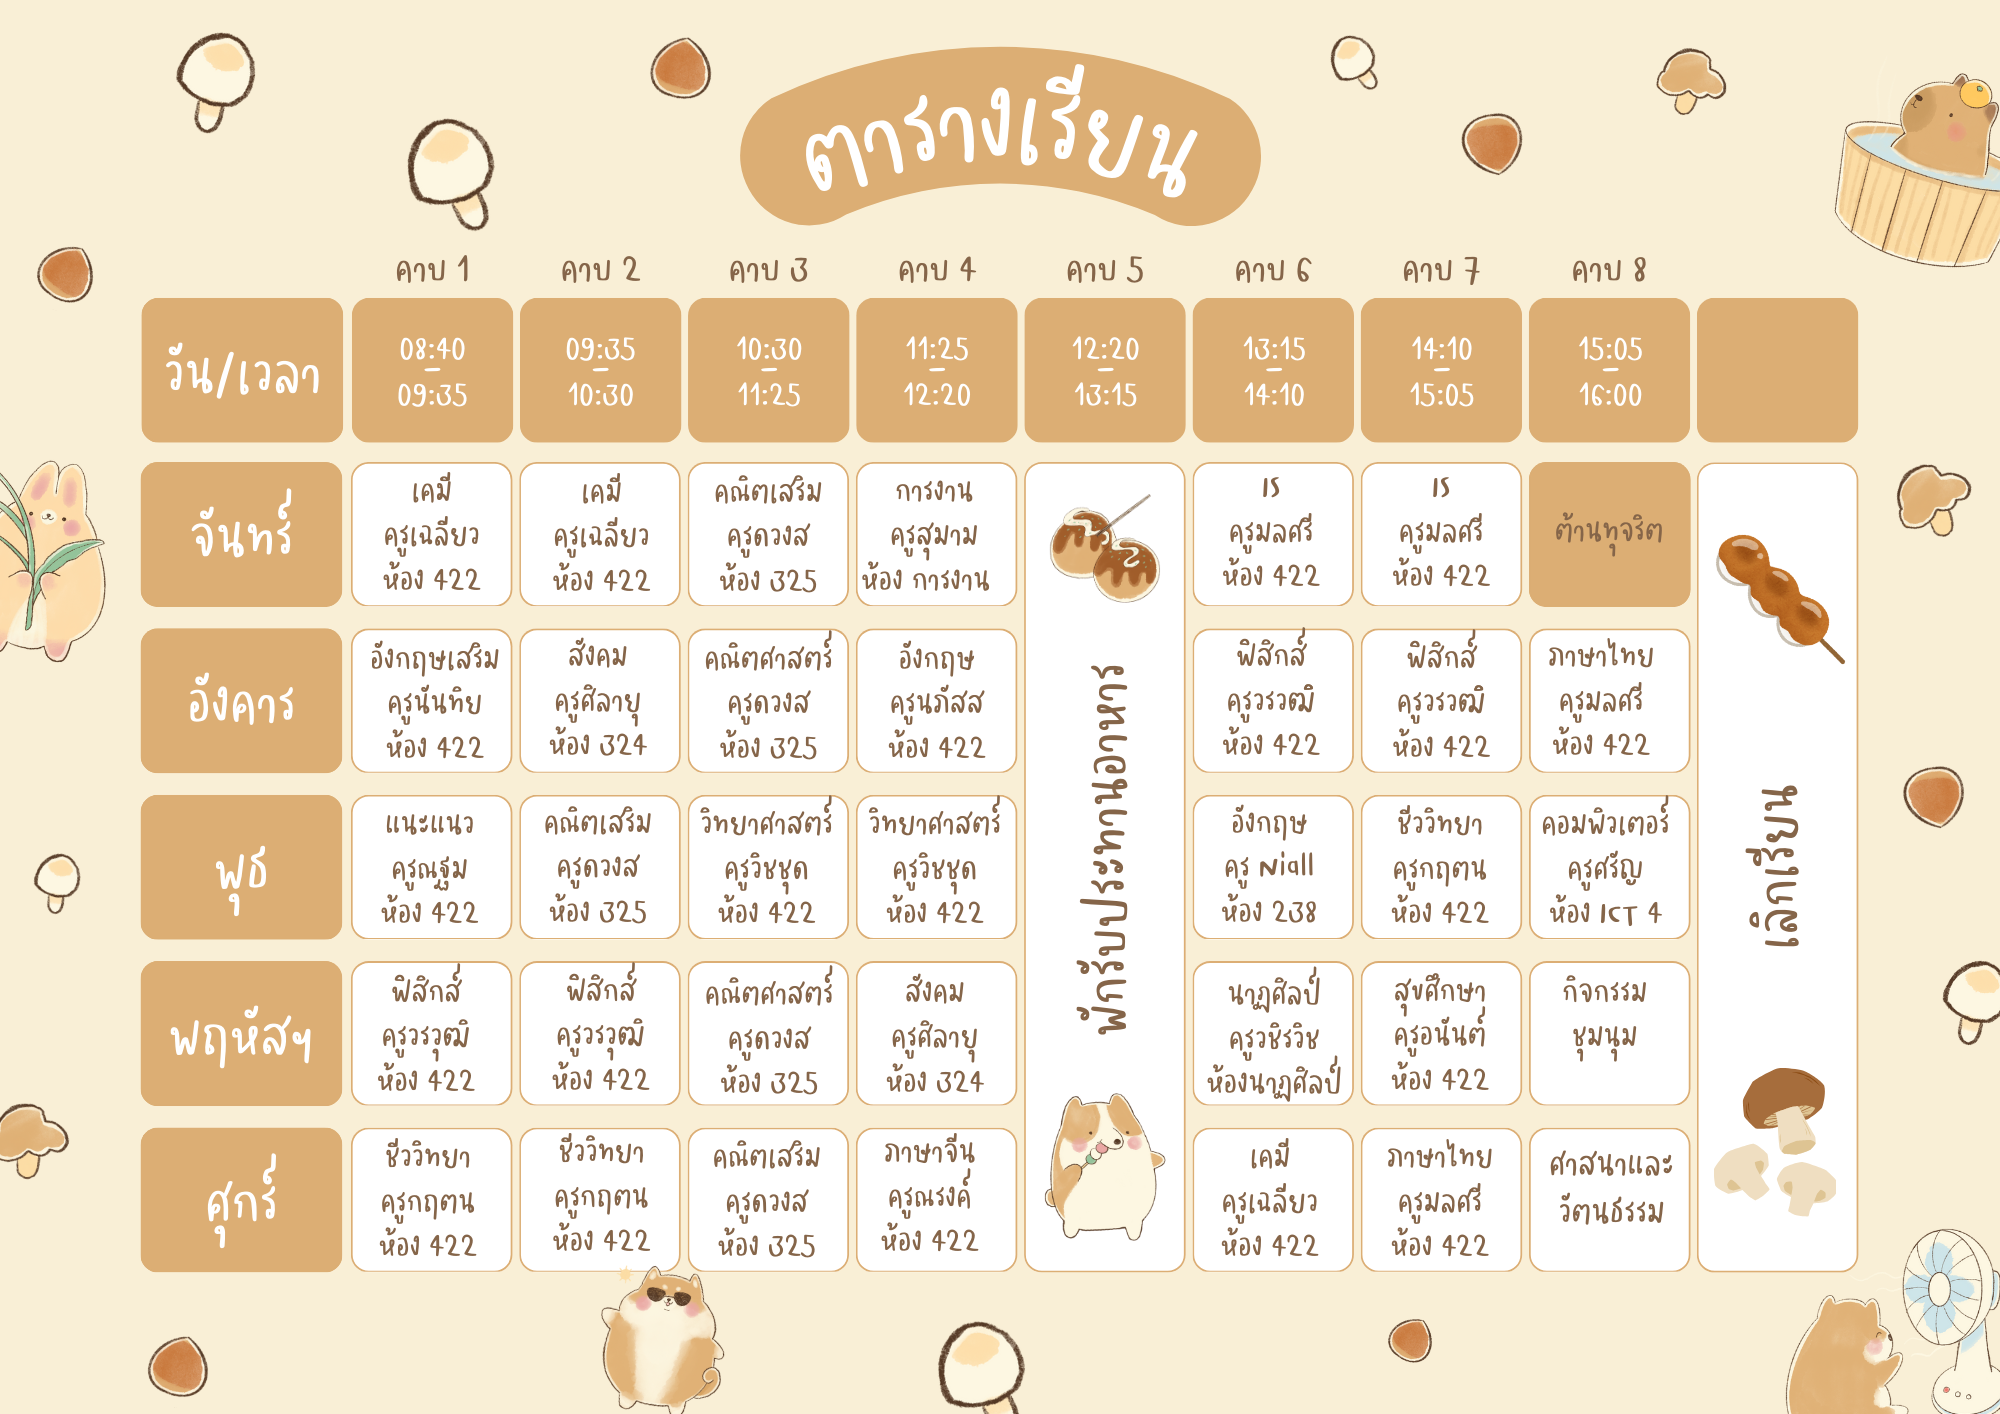 ตารางเรียน
คาบ 1
คาบ 2
คาบ 3
คาบ 4
คาบ 5
คาบ 6
คาบ 7
คาบ 8
วัน/เวลา
08:40
–
09:35
09:35
–
10:30
10:30
–
11:25
11:25
–
12:20
12:20
–
13:15
13:15
–
14:10
14:10
–
15:05
15:05
–
16:00
จันทร์
เคมี
ครูเฉลียว
ห้อง 422
เคมี
ครูเฉลียว
ห้อง 422
คณิตเสริม
ครูดวงส
ห้อง 325
การงาน
ครูสุมาม
ห้อง การงาน
พักรับประทานอาหาร
IS
ครูมลศรี
ห้อง 422
IS
ครูมลศรี
ห้อง 422
ต้านทุจริต
เลิกเรียน
อังคาร
อังกฤษเสริม
ครูนันทิย
ห้อง 422
สังคม
ครูศิลายุ
ห้อง 324
คณิตศาสตร์
ครูดวงส
ห้อง 325
อังกฤษ
ครูนภัสส
ห้อง 422
ฟิสิกส์
ครูวรวฒิ
ห้อง 422
ฟิสิกส์
ครูวรวฒิ
ห้อง 422
ภาษาไทย
ครูมลศรี
ห้อง 422
พุธ
แนะแนว
ครูณฐม
ห้อง 422
คณิตเสริม
ครูดวงส
ห้อง 325
วิทยาศาสตร์
ครูวิชชุด
ห้อง 422
วิทยาศาสตร์
ครูวิชชุด
ห้อง 422
อังกฤษ
ครู Niall
ห้อง 238
ชีววิทยา
ครูกฤตน
ห้อง 422
คอมพิวเตอร์
ครูศรัญ
ห้อง ICT 4
พฤหัสฯ
ฟิสิกส์
ครูวรวุฒิ
ห้อง 422
ฟิสิกส์
ครูวรวุฒิ
ห้อง 422
คณิตศาสตร์
ครูดวงส
ห้อง 325
สังคม
ครูศิลายุ
ห้อง 324
นาฏศิลป์
ครูวชิรวิช
ห้องนาฏศิลป์
สุขศึกษา
ครูอนันต์
ห้อง 422
กิจกรรม
ชุมนุม
ศุกร์
ชีววิทยา
ครูกฤตน
ห้อง 422
ชีววิทยา
ครูกฤตน
ห้อง 422
คณิตเสริม
ครูดวงส
ห้อง 325
ภาษาจีน
ครูณรงค์
ห้อง 422
เคมี
ครูเฉลียว
ห้อง 422
ภาษาไทย
ครูมลศรี
ห้อง 422
ศาสนาและ
วัฒนธรรม